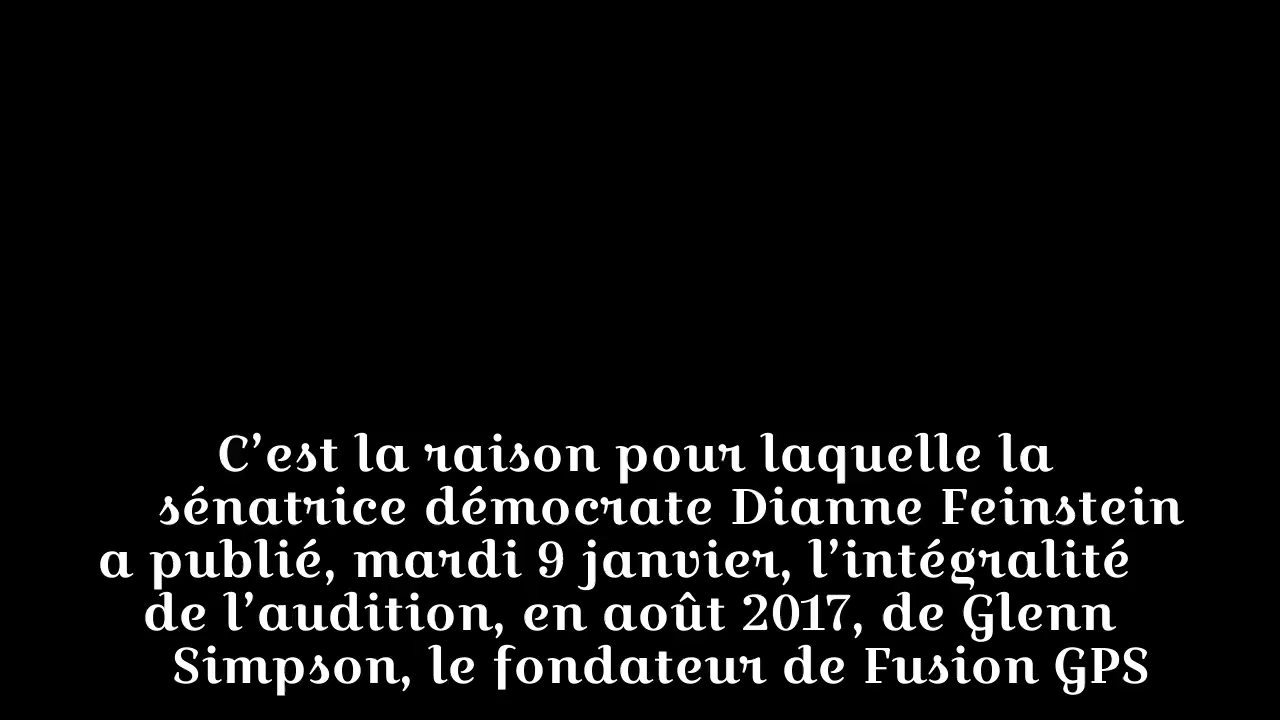 C’est la raison pour laquelle la
sénatrice démocrate Dianne Feinstein
a publié, mardi 9 janvier, l’intégralité
de l’audition, en août 2017, de Glenn
Simpson, le fondateur de Fusion GPS